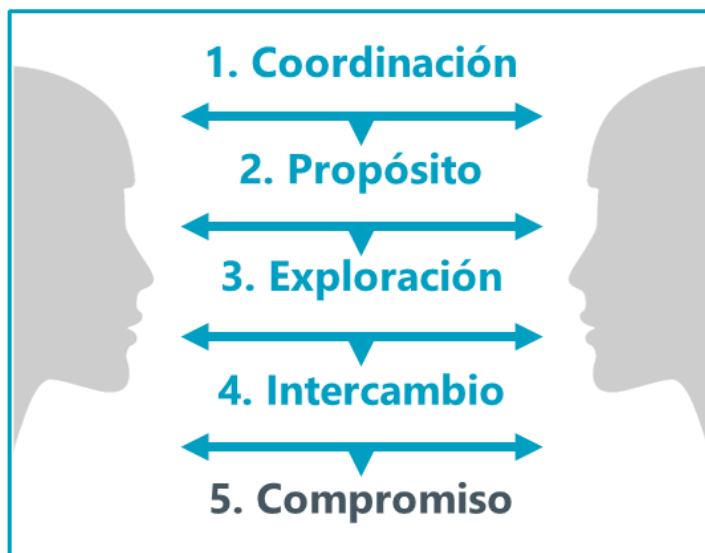 1. Coordinación
2. Propósito
3. Exploración
4. Intercambio
5. Compromiso